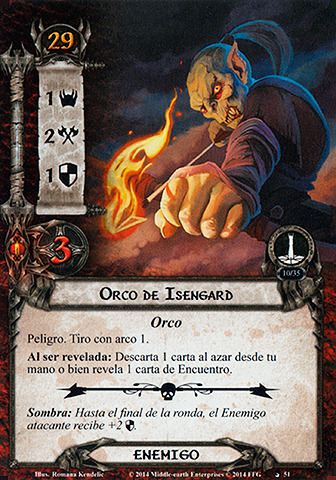 29
1
2
1
3
10/35
Orco de Isengard
Orco
Peligro. Tiro con arco 1.
Al ser revelada: Descarta 1 carta al azar desde tu
mano o bien revela 1 carta de Encuentro.
Sombra: Hasta el final de la ronda, el Enemigo
atacante recibe +2
ENEMIGO
Illus. Romana Kendelic © 2014 Middle-earth Enterprises © 2014 FFG 51